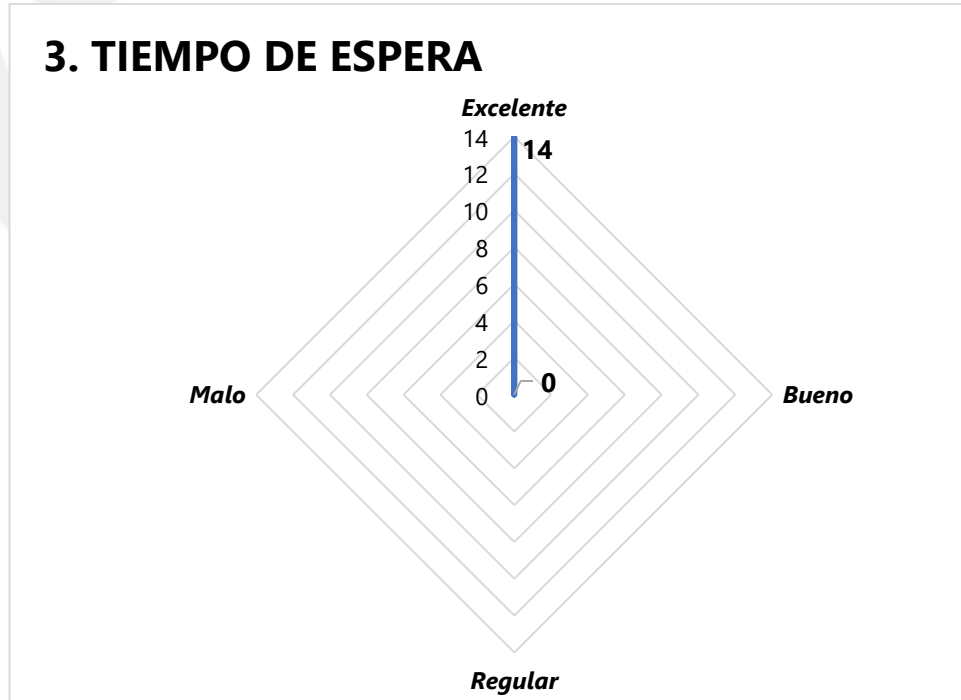 3. TIEMPO DE ESPERA
Excelente
14
14
12
10
8
6
4
2
0
0
Malo
Bueno
Regular